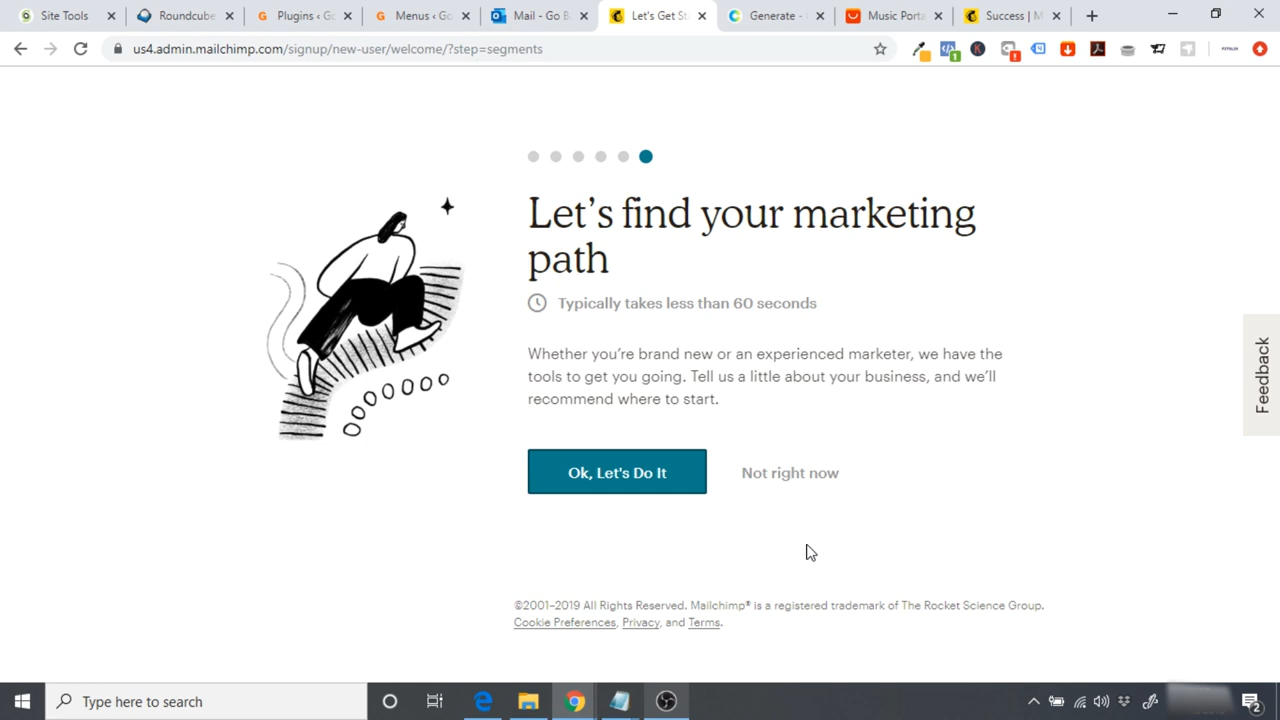 Site Tools
Roundcube
Plugins ‹ Go
Menus ‹ Go
Mail - Go B
Let's Get St
Generate -
Music Porta
Success | M
us4.admin.mailchimp.com/signup/new-user/welcome/?step=segments
Let's find your marketing
path
Typically takes less than 60 seconds
Whether you're brand new or an experienced marketer, we have the
tools to get you going. Tell us a little about your business, and we'll
recommend where to start.
Ok, Let's Do It
Not right now
Feedback
©2001–2019 All Rights Reserved. Mailchimp® is a registered trademark of The Rocket Science Group.
Cookie Preferences, Privacy, and Terms.
Type here to search
2